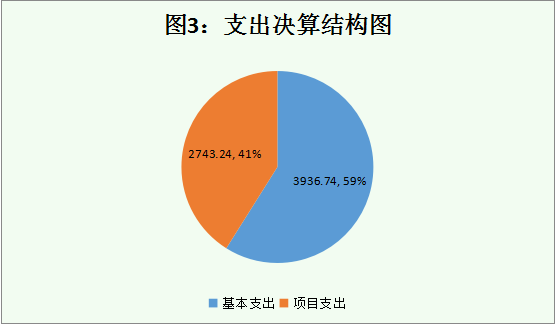 图3：支出决算结构图
2743.24, 41%
3936.74, 59%
基本支出 项目支出